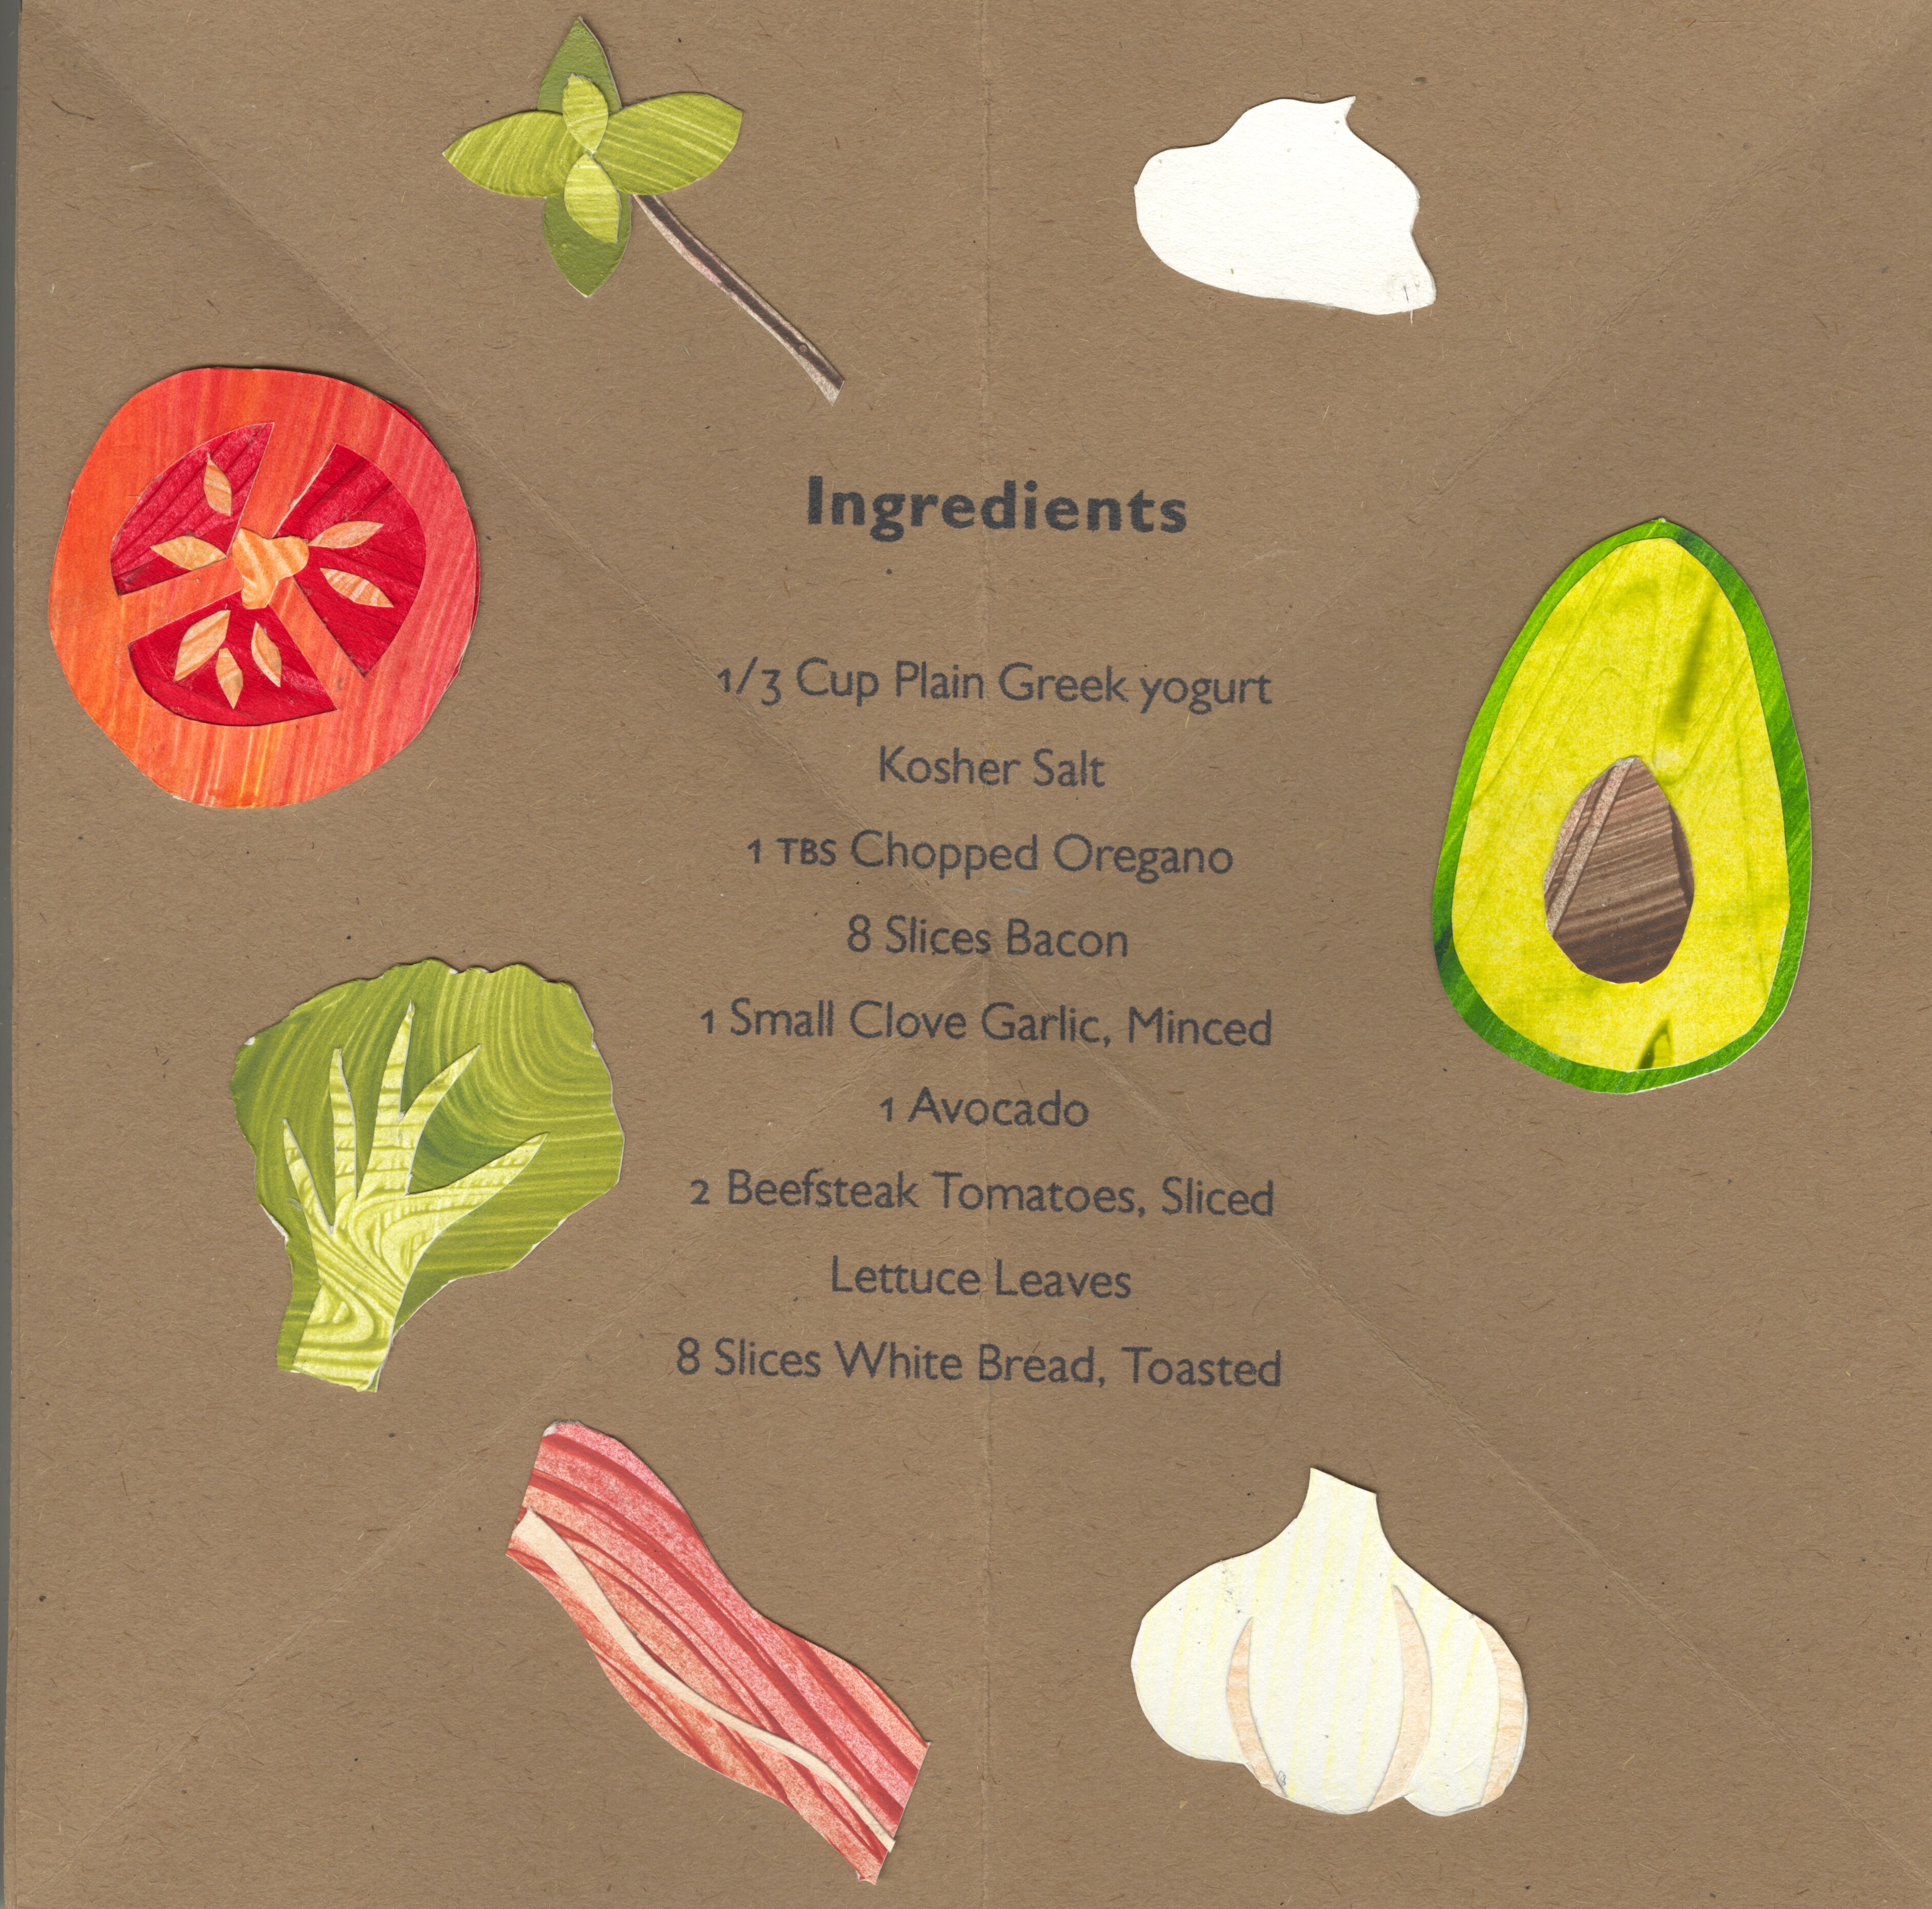 Ingredients
1/3 Cup Plain Greek yogurt
Kosher Salt
1 TBS Chopped Oregano
8 Slices Bacon
1 Small Clove Garlic, Minced
1 Avocado
2 Beefsteak Tomatoes, Sliced
Lettuce Leaves
8 Slices White Bread, Toasted